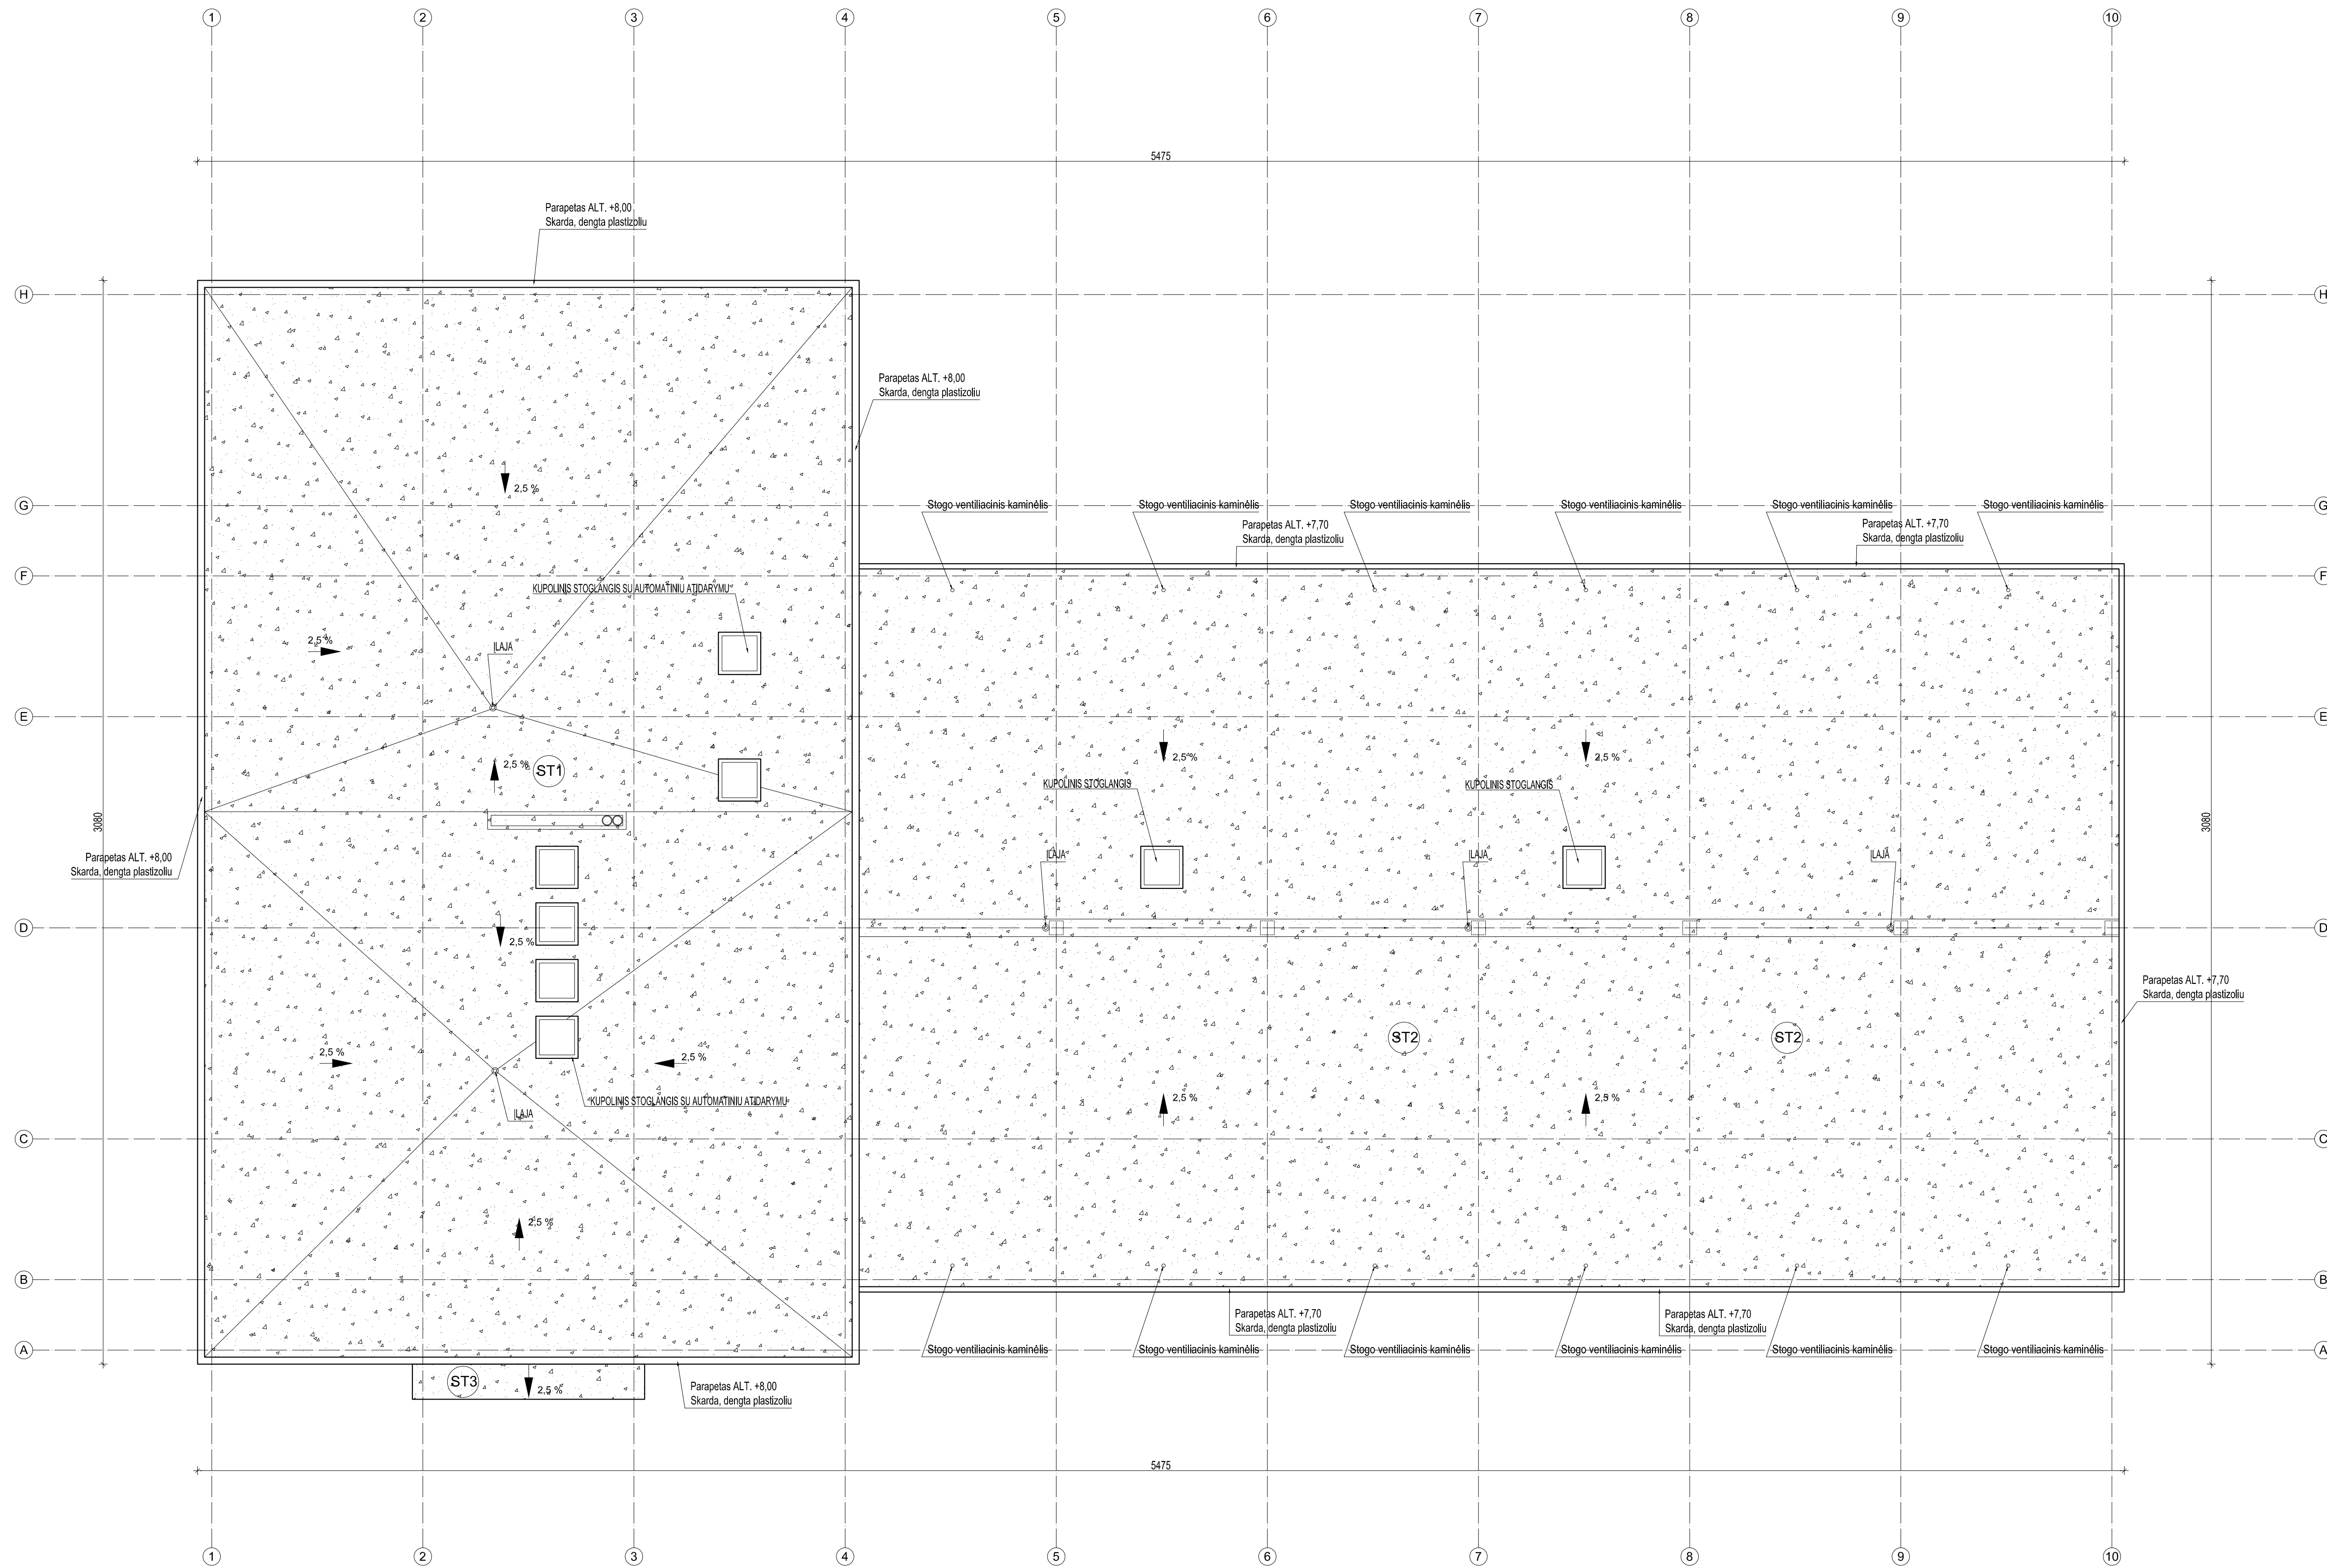 1 2 3 4 5 6 7 8 9 10
5475
Parapetas ALT. +8,00
Skarda, dengta plastizoliu
H H
Parapetas ALT. +8,00
Skarda, dengta plastizoliu
2,5 %
G G
Stogo ventiliacinis kaminėlis
Stogo ventiliacinis kaminėlis
Stogo ventiliacinis kaminėlis
Stogo ventiliacinis kaminėlis
Stogo ventiliacinis kaminėlis
Stogo ventiliacinis kaminėlis
Parapetas ALT. +7,70
Skarda, dengta plastizoliu
Parapetas ALT. +7,70
Skarda, dengta plastizoliu
F F
KUPOLINIS STOGLANGIS SU AUTOMATINIU ATIDARYMU
2,5 %
ĮLAJA
E E
2,5 %
ST1
2,5 %
2,5 %
KUPOLINIS STOGLANGIS
KUPOLINIS STOGLANGIS
3080
3080
Parapetas ALT. +8,00
Skarda, dengta plastizoliu
ĮLAJA
ĮLAJA
ĮLAJA
D D
2,5 %
Parapetas ALT. +7,70
Skarda, dengta plastizoliu
ST2
ST2
2,5 %
2,5 %
KUPOLINIS STOGLANGIS SU AUTOMATINIU ATIDARYMU
ĮLAJA
2,5 %
2,5 %
C C
2,5 %
B B
Parapetas ALT. +7,70
Skarda, dengta plastizoliu
Parapetas ALT. +7,70
Skarda, dengta plastizoliu
A A
Stogo ventiliacinis kaminėlis
Stogo ventiliacinis kaminėlis
Stogo ventiliacinis kaminėlis
Stogo ventiliacinis kaminėlis
Stogo ventiliacinis kaminėlis
Stogo ventiliacinis kaminėlis
ST3
2,5 %
Parapetas ALT. +8,00
Skarda, dengta plastizoliu
5475
1 2 3 4 5 6 7 8 9 10